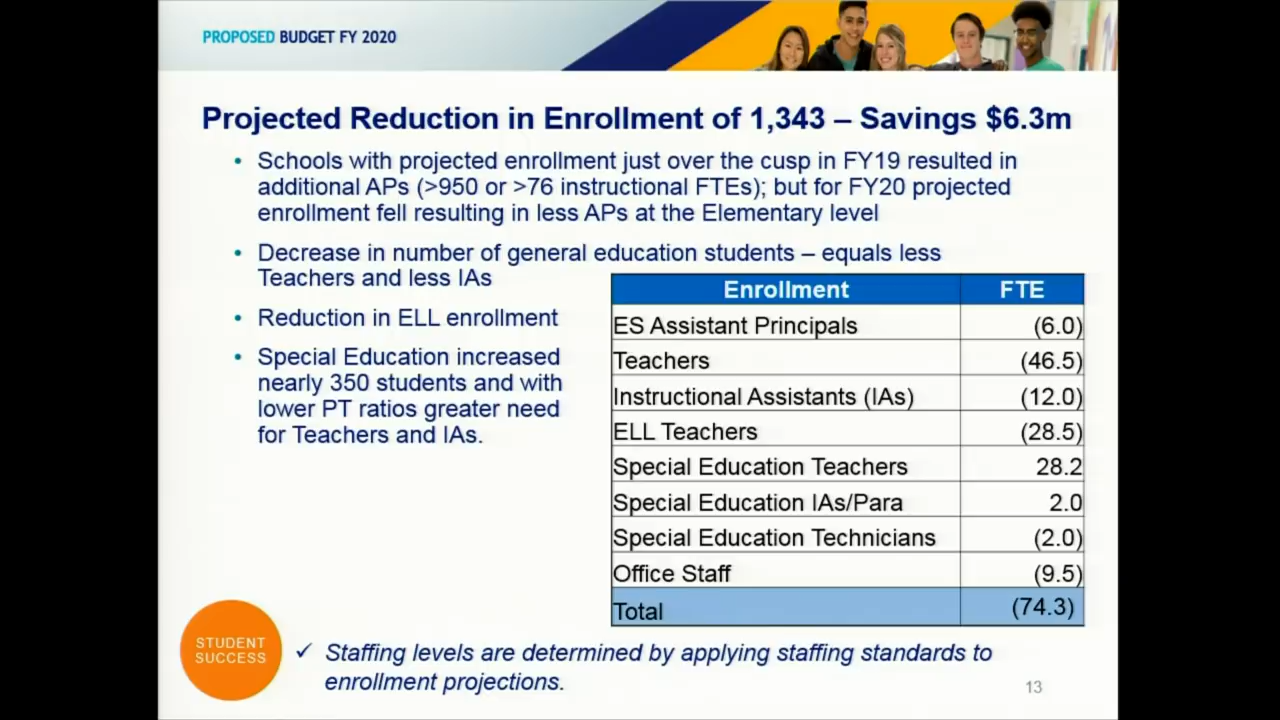 PROPOSED BUDGET FY 2020
Projected Reduction in Enrollment of 1,343 – Savings $6.3m
• Schools with projected enrollment just over the cusp in FY19 resulted in
additional APs (>950 or >76 instructional FTEs); but for FY20 projected
enrollment fell resulting in less APs at the Elementary level
• Decrease in number of general education students – equals less
Teachers and less IAs
• Reduction in ELL enrollment
• Special Education increased
nearly 350 students and with
lower PT ratios greater need
for Teachers and IAs.
Enrollment FTE
ES Assistant Principals (6.0)
Teachers (46.5)
Instructional Assistants (IAs) (12.0)
ELL Teachers (28.5)
Special Education Teachers 28.2
Special Education IAs/Para 2.0
Special Education Technicians (2.0)
Office Staff (9.5)
Total (74.3)
STUDENT
SUCCESS
✓ Staffing levels are determined by applying staffing standards to
enrollment projections.
13